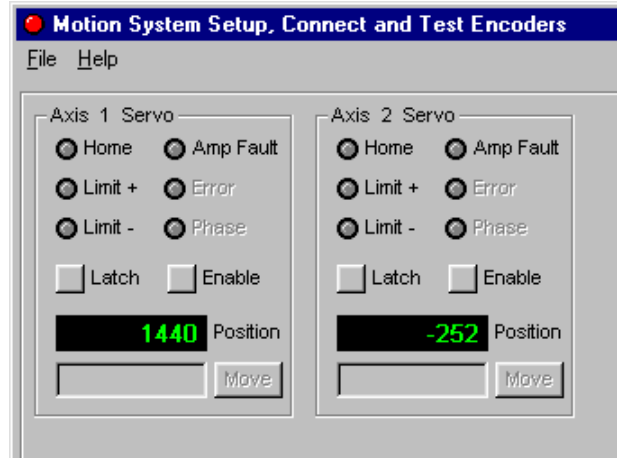 Motion System Setup, Connect and Test Encoders
File Help
Axis 1 Servo
Home Amp Fault
Limit + Error
Limit - Phase
Latch Enable
1440 Position
Move
Axis 2 Servo
Home Amp Fault
Limit + Error
Limit - Phase
Latch Enable
-252 Position
Move